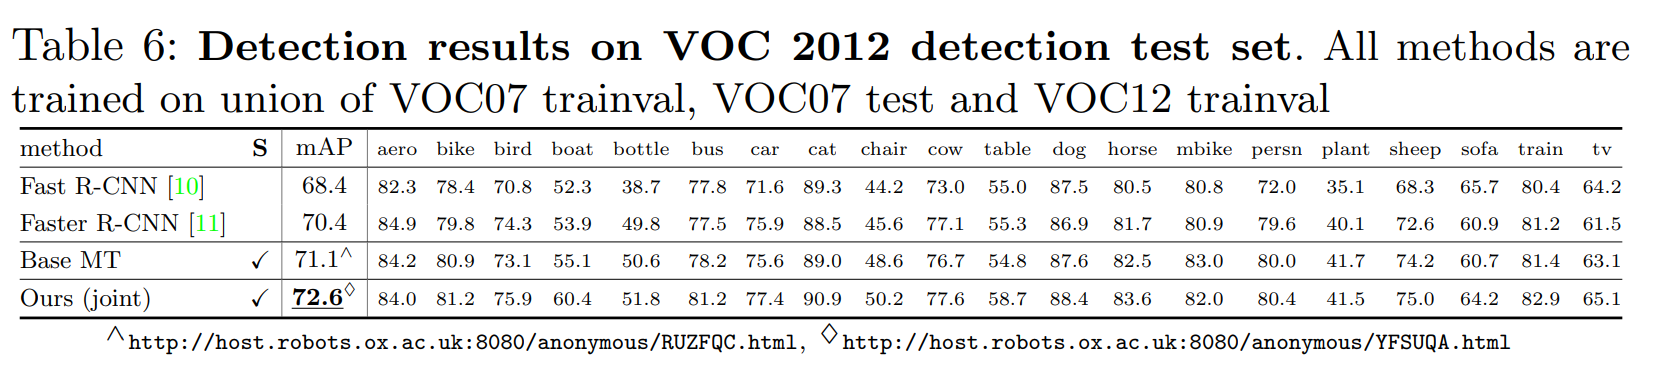 Table 6: Detection results on VOC 2012 detection test set. All methods are
trained on union of VOC07 trainval, VOC07 test and VOC12 trainval
method S mAP aero bike bird boat bottle bus car cat chair cow table dog horse mbike persn plant sheep sofa train tv
Fast R-CNN [10] 68.4 82.3 78.4 70.8 52.3 38.7 77.8 71.6 89.3 44.2 73.0 55.0 87.5 80.5 80.8 72.0 35.1 68.3 65.7 80.4 64.2
Faster R-CNN [11] 70.4 84.9 79.8 74.3 53.9 49.8 77.5 75.9 88.5 45.6 77.1 55.3 86.9 81.7 80.9 79.6 40.1 72.6 60.9 81.2 61.5
Base MT ✓ 71.1^ 84.2 80.9 73.1 55.1 50.6 78.2 75.6 89.0 48.6 76.7 54.8 87.6 82.5 83.0 80.0 41.7 74.2 60.7 81.4 63.1
Ours (joint) ✓ 72.6◇ 84.0 81.2 75.9 60.4 51.8 81.2 77.4 90.9 50.2 77.6 58.7 88.4 83.6 82.0 80.4 41.5 75.0 64.2 82.9 65.1
^http://host.robots.ox.ac.uk:8080/anonymous/RUZFQC.html, ◇http://host.robots.ox.ac.uk:8080/anonymous/YFSUQA.html